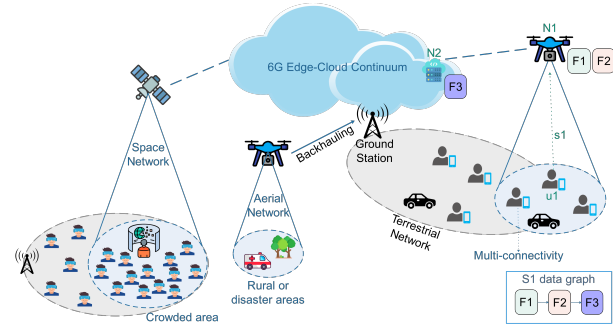 N1
N2
6G Edge-Cloud Continuum
F1
F2
F3
Space
Network
Backhauling
Ground
Station
s1
Aerial
Network
u1
Terrestrial
Network
Multi-connectivity
Rural or
disaster areas
Crowded area
S1 data graph
F1
F2
F3